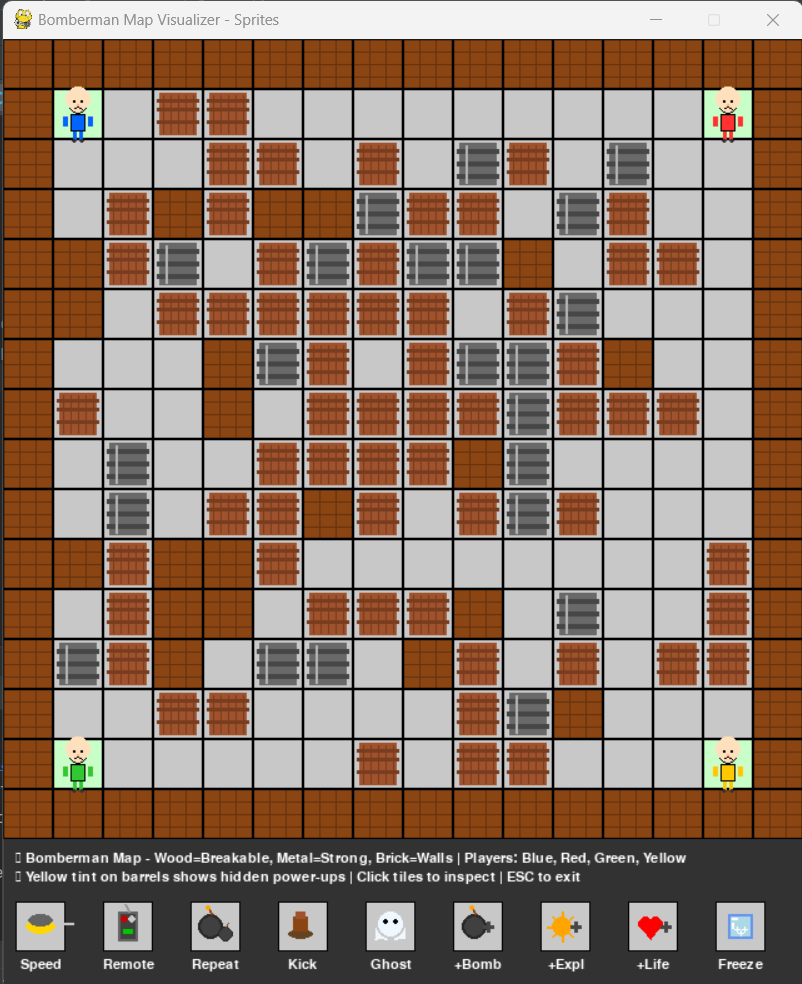 Bomberman Map Visualizer - Sprites
Bomberman Map - Wood=Breakable, Metal=Strong, Brick=Walls | Players: Blue, Red, Green, Yellow
Yellow tint on barrels shows hidden power-ups | Click tiles to inspect | ESC to exit
Speed Remote Repeat Kick Ghost +Bomb +Expl +Life Freeze